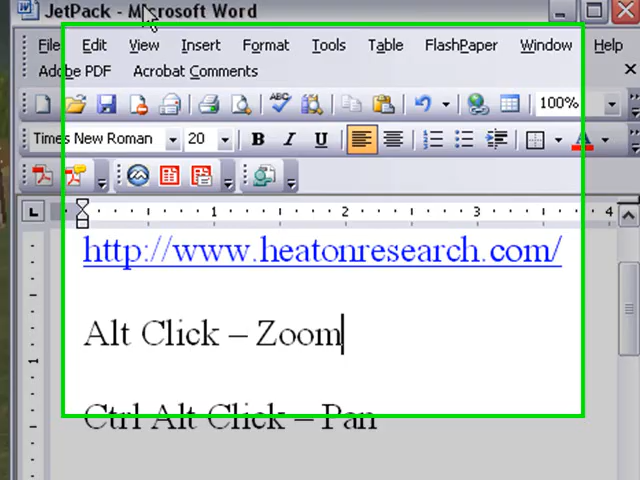 JetPack - Microsoft Word
File Edit View Insert Format Tools Table FlashPaper Window Help
Adobe PDF Acrobat Comments
100%
Times New Roman 20 B I U
L 1 2 3 4
http://www.heatonresearch.com/
Alt Click – Zoom
1
Ctrl Alt Click – Pan